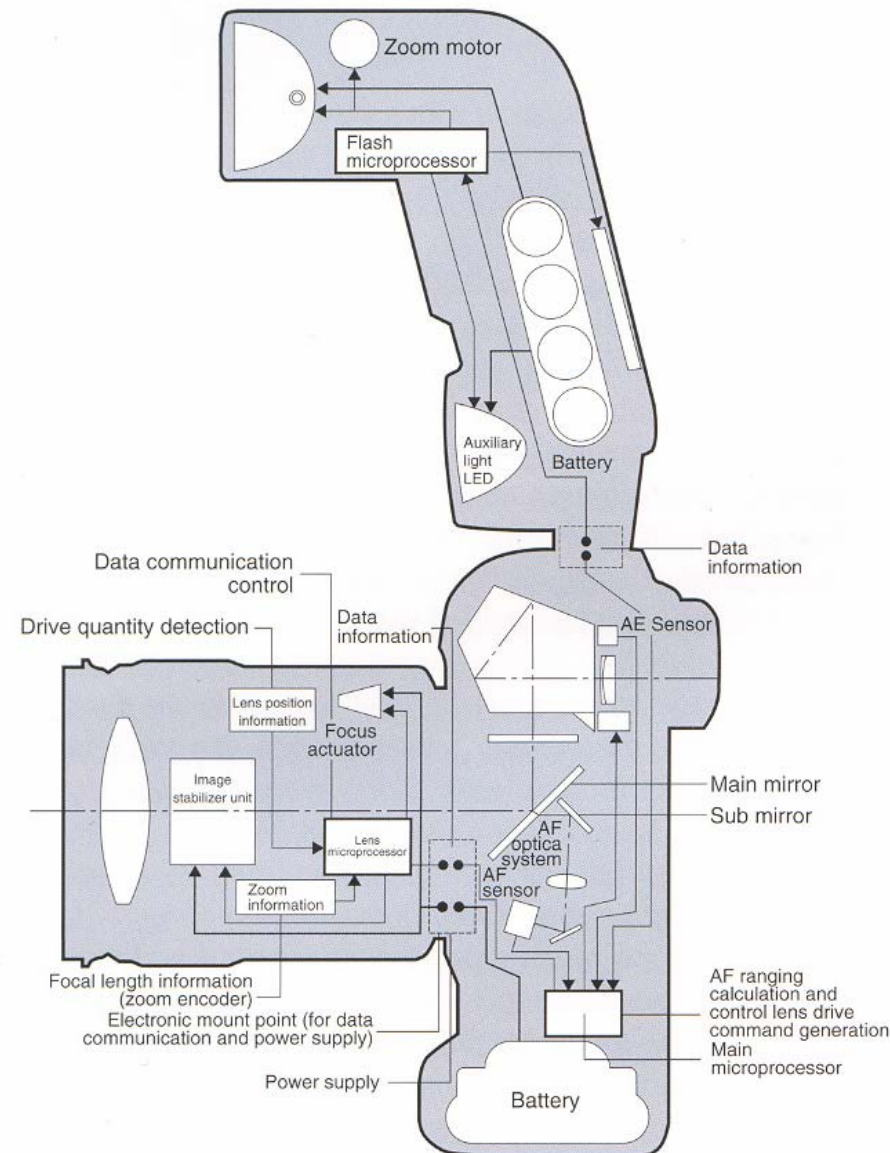 Zoom motor
Flash
microprocessor
Auxiliary
light
LED
Battery
Data
information
Data communication
control
Data
information
AE Sensor
Drive quantity detection
Lens position
information
Focus
actuator
Image
stabilizer unit
Main mirror
Sub mirror
AF
optica
system
Lens
microprocessor
AF
sensor
Zoom
information
Focal length information
(zoom encoder)
Electronic mount point (for data
communication and power supply)
AF ranging
calculation and
control lens drive
command generation
Main
microprocessor
Power supply
Battery